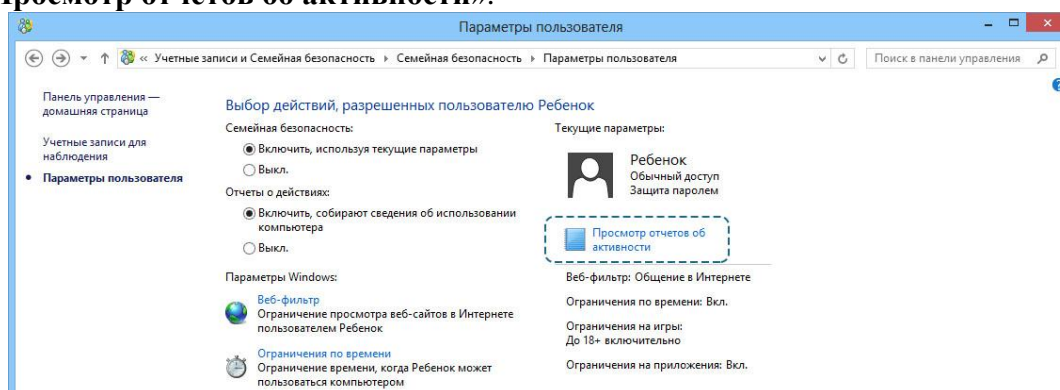 Просмотр отчетов об активности».
Параметры пользователя
« Учетные записи и Семейная безопасность ▸ Семейная безопасность ▸ Параметры пользователя
Поиск в панели управления
Панель управления —
домашняя страница
Учетные записи для
наблюдения
• Параметры пользователя
Выбор действий, разрешенных пользователю Ребенок
Семейная безопасность:
Включить, используя текущие параметры
Выкл.
Отчеты о действиях:
Включить, собирают сведения об использовании
компьютера
Выкл.
Параметры Windows:
Веб-фильтр
Ограничение просмотра веб-сайтов в Интернете
пользователем Ребенок
Ограничения по времени
Ограничение времени, когда Ребенок может
пользоваться компьютером
Текущие параметры:
Ребенок
Обычный доступ
Защита паролем
Просмотр отчетов об
активности
Веб-фильтр: Общение в Интернете
Ограничения по времени: Вкл.
Ограничения на игры:
До 18+ включительно
Ограничения на приложения: Вкл.